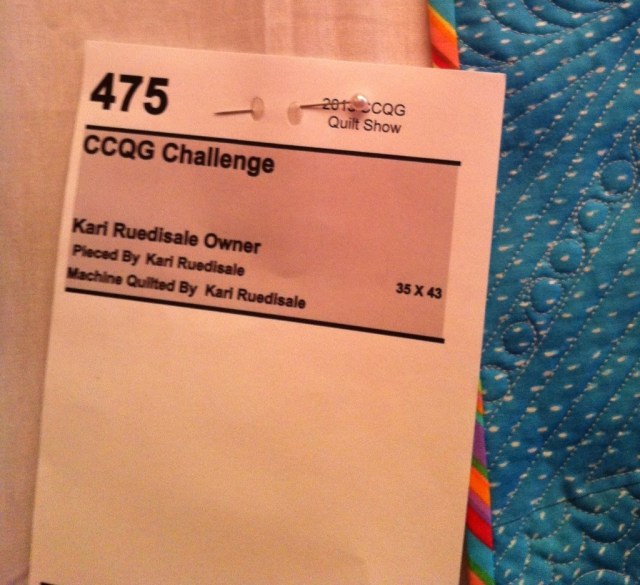 475
2013 CCQG
Quilt Show
CCQG Challenge
Kari Ruedisale Owner
Pieced By Kari Ruedisale
Machine Quilted By Kari Ruedisale
35 X 43